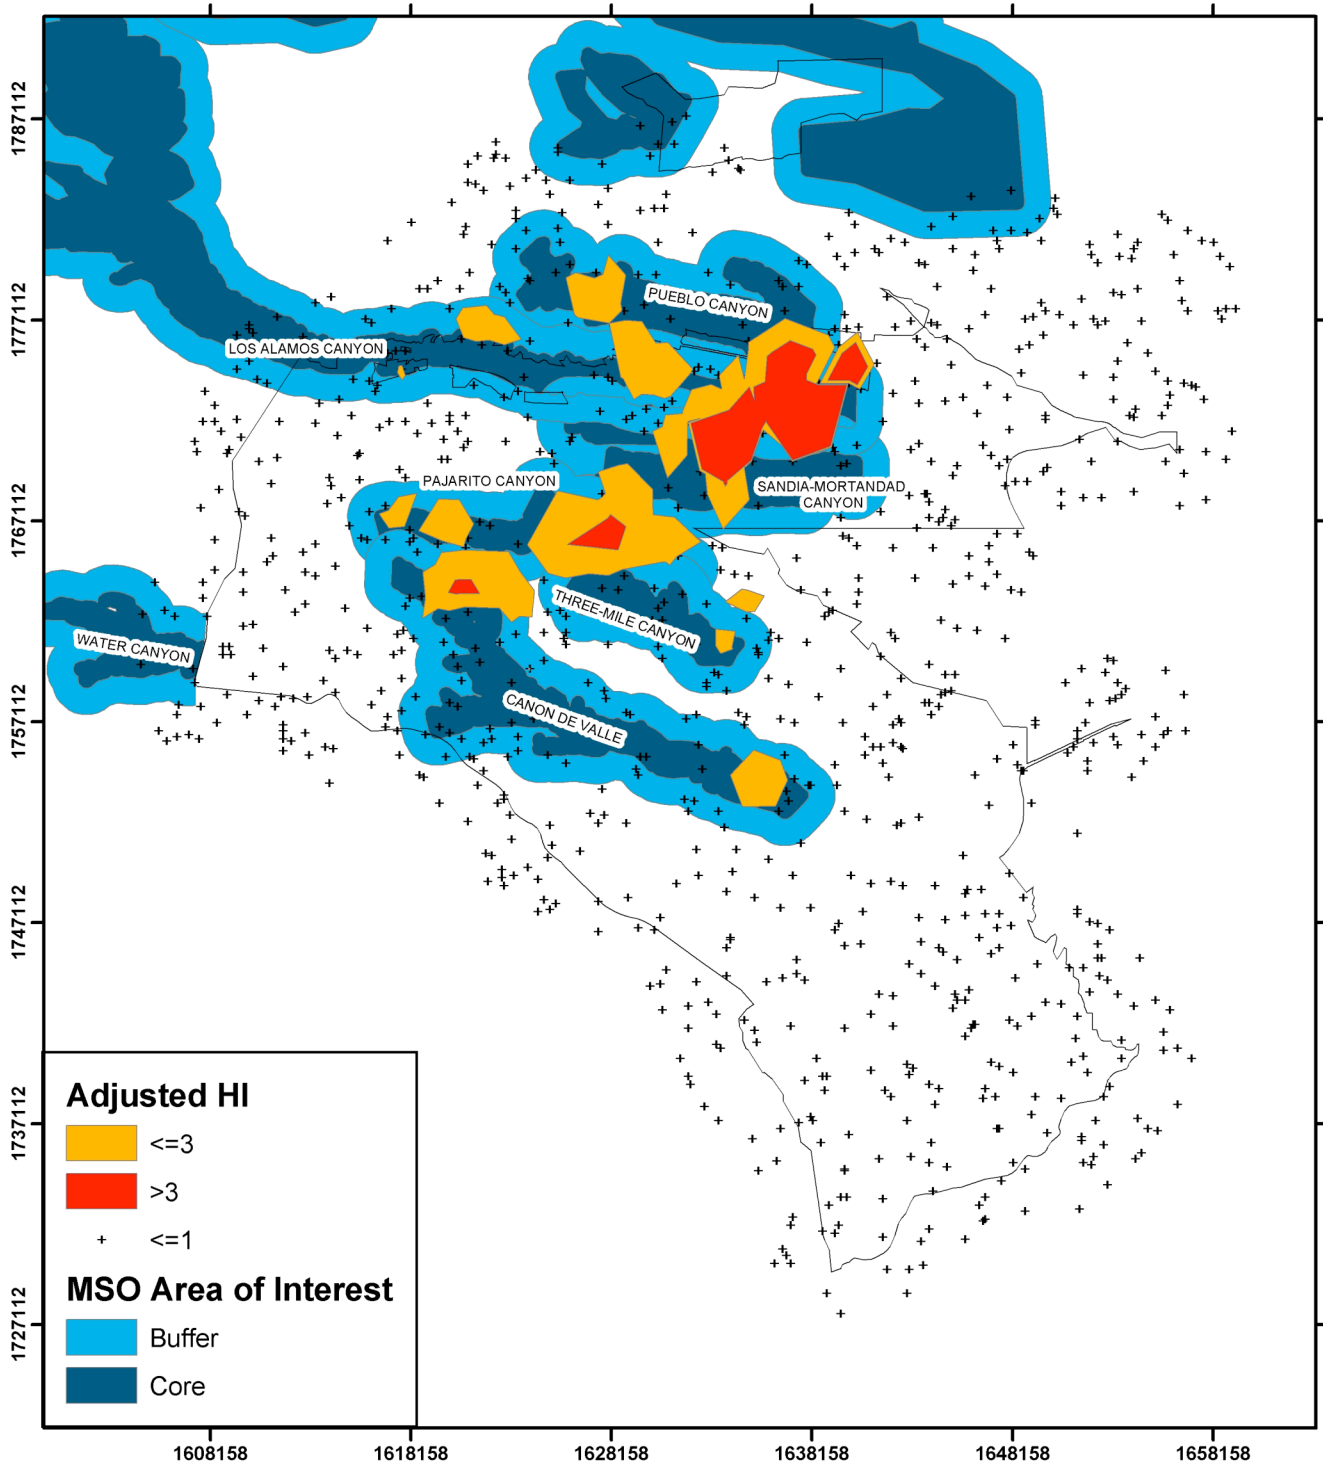 1787112
1777112
1767112
1757112
1747112
1737112
1727112
PUEBLO CANYON
LOS ALAMOS CANYON
PAJARITO CANYON
SANDIA-MORTANDAD
CANYON
THREE-MILE CANYON
WATER CANYON
CANON DE VALLE
Adjusted HI
<=3
>3
<=1
MSO Area of Interest
Buffer
Core
1608158
1618158
1628158
1638158
1648158
1658158